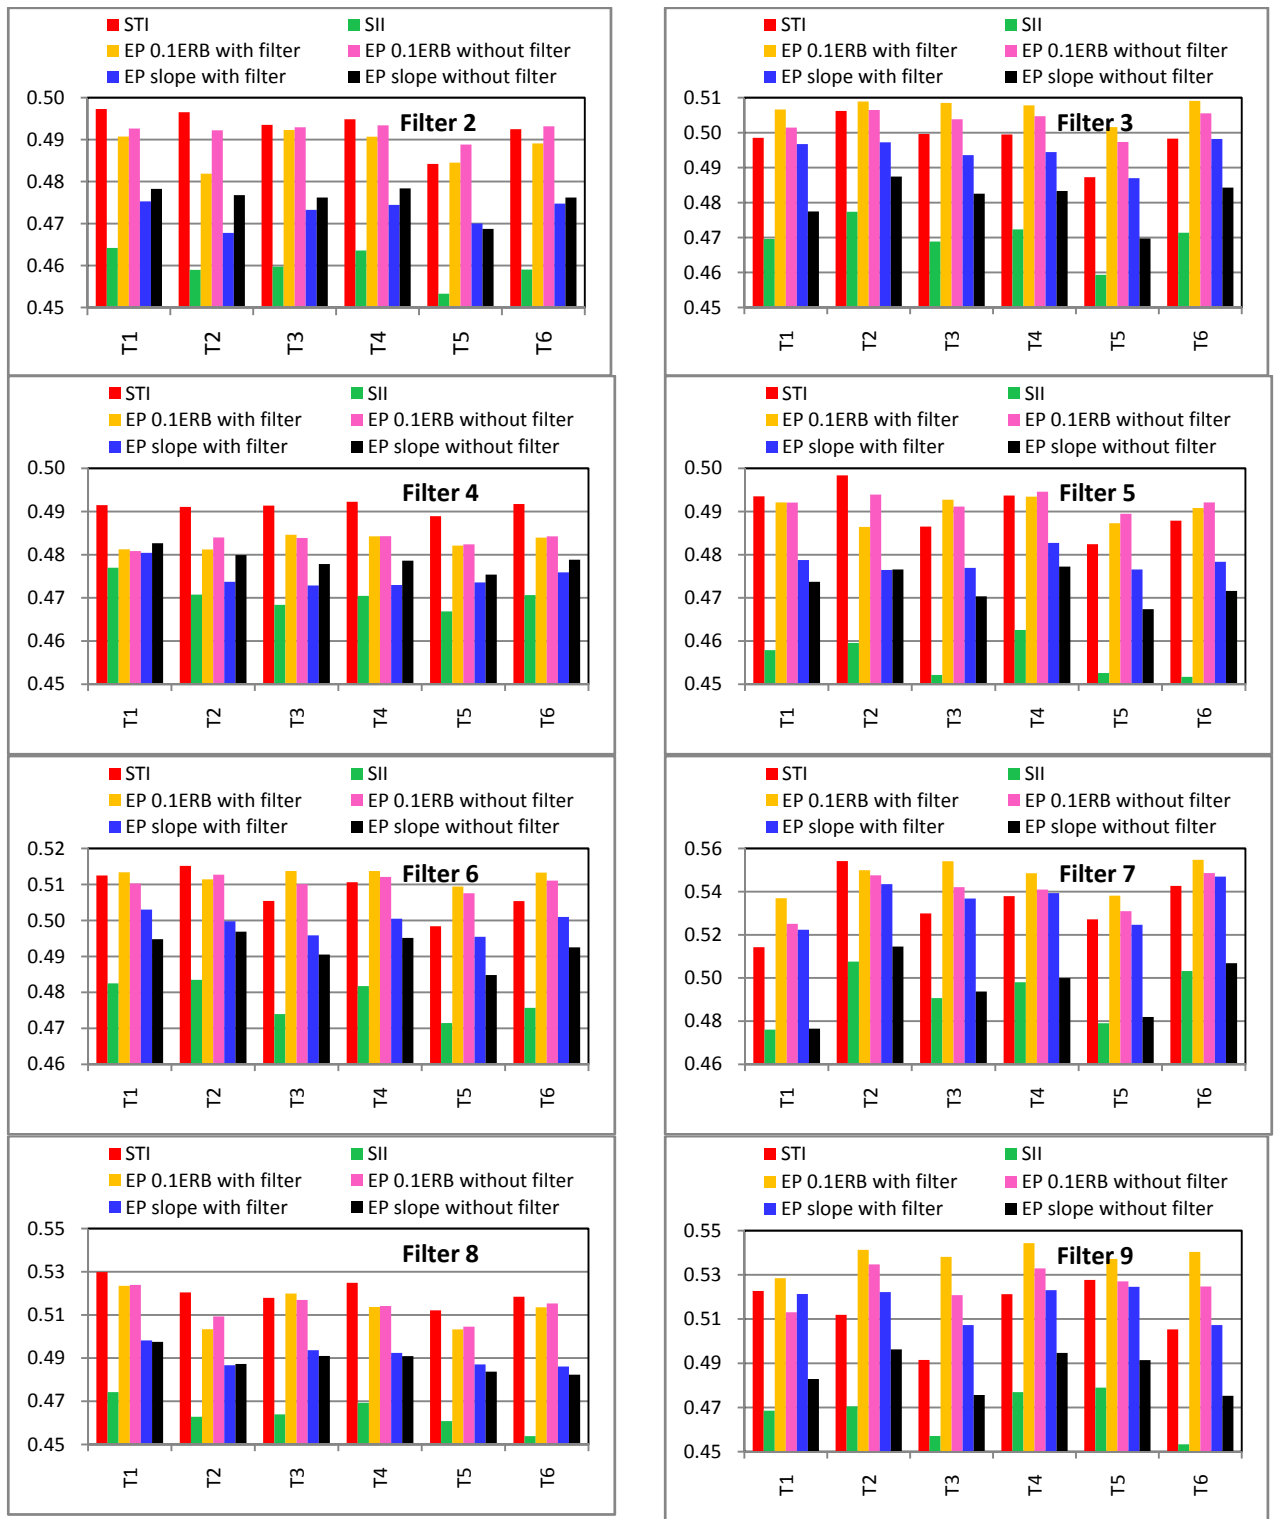 STI SII
EP 0.1ERB with filter EP 0.1ERB without filter
EP slope with filter EP slope without filter
Filter 2
0.50
0.49
0.48
0.47
0.46
0.45
T1 T2 T3 T4 T5 T6
STI SII
EP 0.1ERB with filter EP 0.1ERB without filter
EP slope with filter EP slope without filter
Filter 3
0.51
0.50
0.49
0.48
0.47
0.46
0.45
T1 T2 T3 T4 T5 T6
STI SII
EP 0.1ERB with filter EP 0.1ERB without filter
EP slope with filter EP slope without filter
Filter 4
0.50
0.49
0.48
0.47
0.46
0.45
T1 T2 T3 T4 T5 T6
STI SII
EP 0.1ERB with filter EP 0.1ERB without filter
EP slope with filter EP slope without filter
Filter 5
0.50
0.49
0.48
0.47
0.46
0.45
T1 T2 T3 T4 T5 T6
STI SII
EP 0.1ERB with filter EP 0.1ERB without filter
EP slope with filter EP slope without filter
Filter 6
0.52
0.51
0.50
0.49
0.48
0.47
0.46
T1 T2 T3 T4 T5 T6
STI SII
EP 0.1ERB with filter EP 0.1ERB without filter
EP slope with filter EP slope without filter
Filter 7
0.56
0.54
0.52
0.50
0.48
0.46
T1 T2 T3 T4 T5 T6
STI SII
EP 0.1ERB with filter EP 0.1ERB without filter
EP slope with filter EP slope without filter
Filter 8
0.55
0.53
0.51
0.49
0.47
0.45
T1 T2 T3 T4 T5 T6
STI SII
EP 0.1ERB with filter EP 0.1ERB without filter
EP slope with filter EP slope without filter
Filter 9
0.55
0.53
0.51
0.49
0.47
0.45
T1 T2 T3 T4 T5 T6